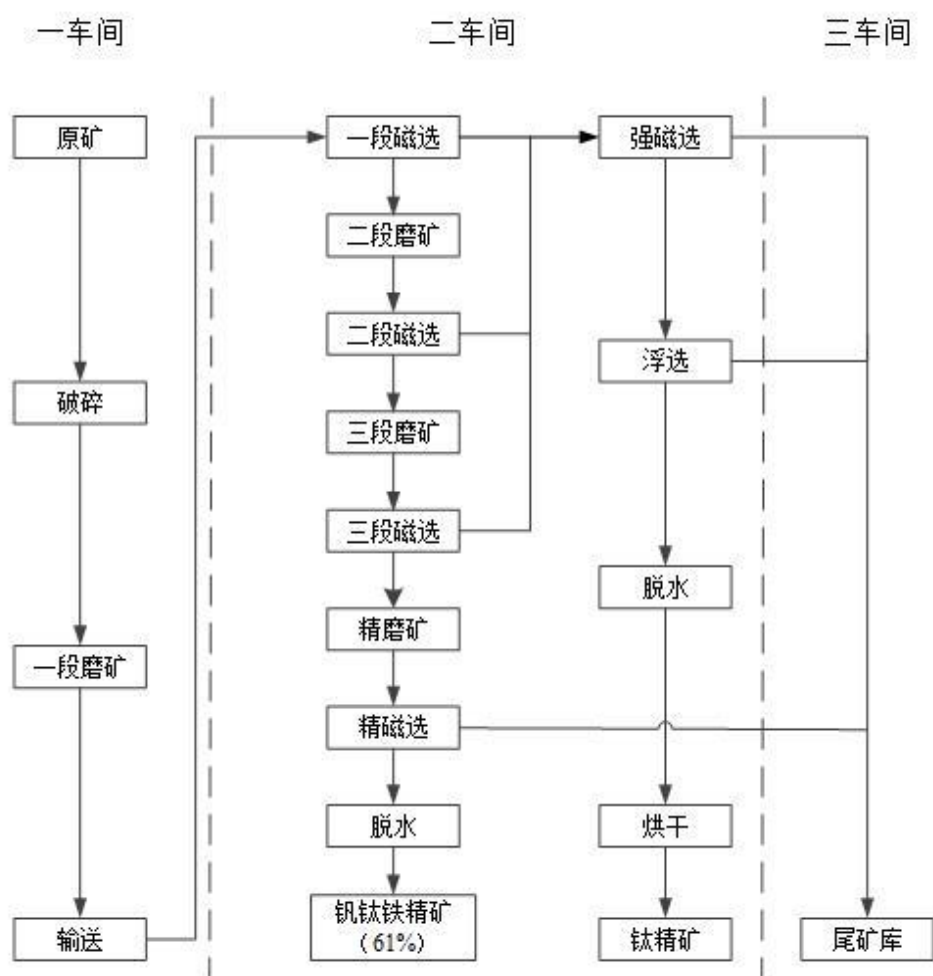 一车间
二车间
三车间
原矿
破碎
一段磨矿
输送
一段磁选
二段磨矿
二段磁选
三段磨矿
三段磁选
精磨矿
精磁选
脱水
钒钛铁精矿
（61%）
强磁选
浮选
脱水
烘干
钛精矿
尾矿库